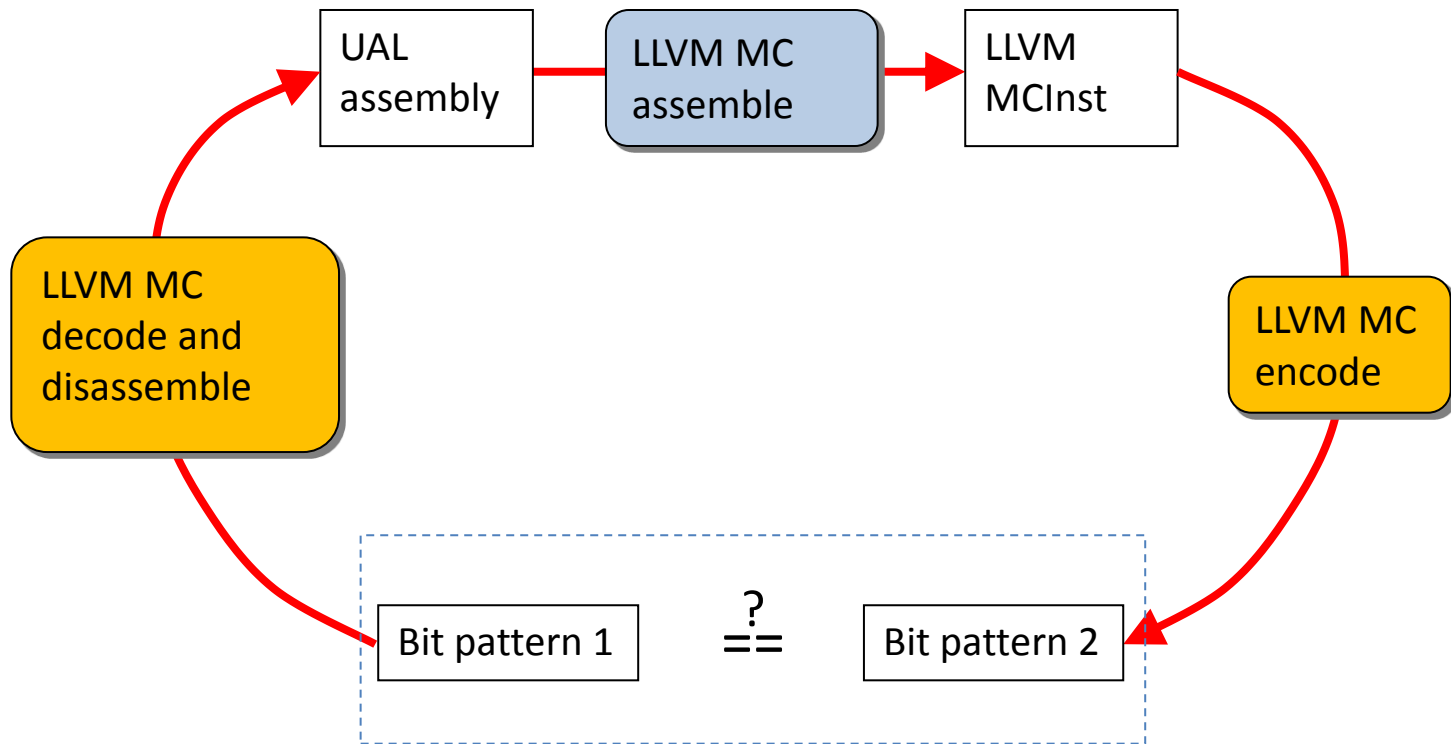 UAL
assembly
LLVM MC
assemble
LLVM
MCInst
LLVM MC
decode and
disassemble
LLVM MC
encode
Bit pattern 1
?
==
Bit pattern 2